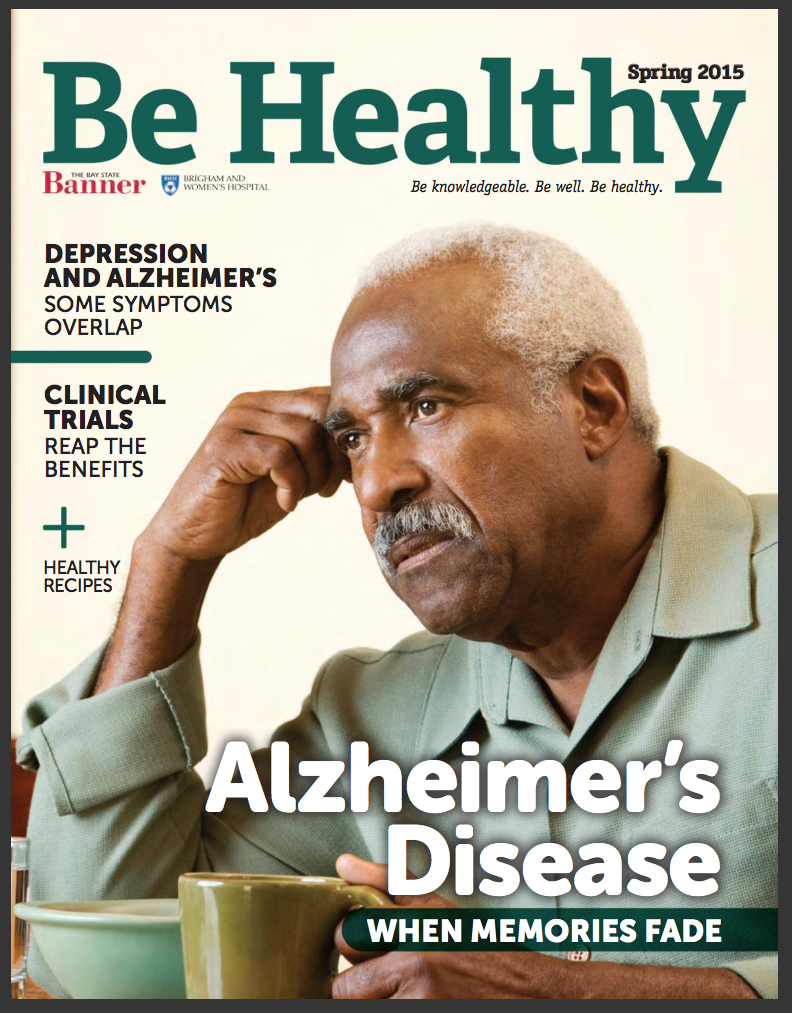 Be Healthy
Spring 2015
THE BAY STATE
Banner
BRIGHAM AND
WOMEN'S HOSPITAL
Be knowledgeable. Be well. Be healthy.
DEPRESSION
AND ALZHEIMER'S
SOME SYMPTOMS
OVERLAP
CLINICAL
TRIALS
REAP THE
BENEFITS
+
HEALTHY
RECIPES
Alzheimer's
Disease
WHEN MEMORIES FADE